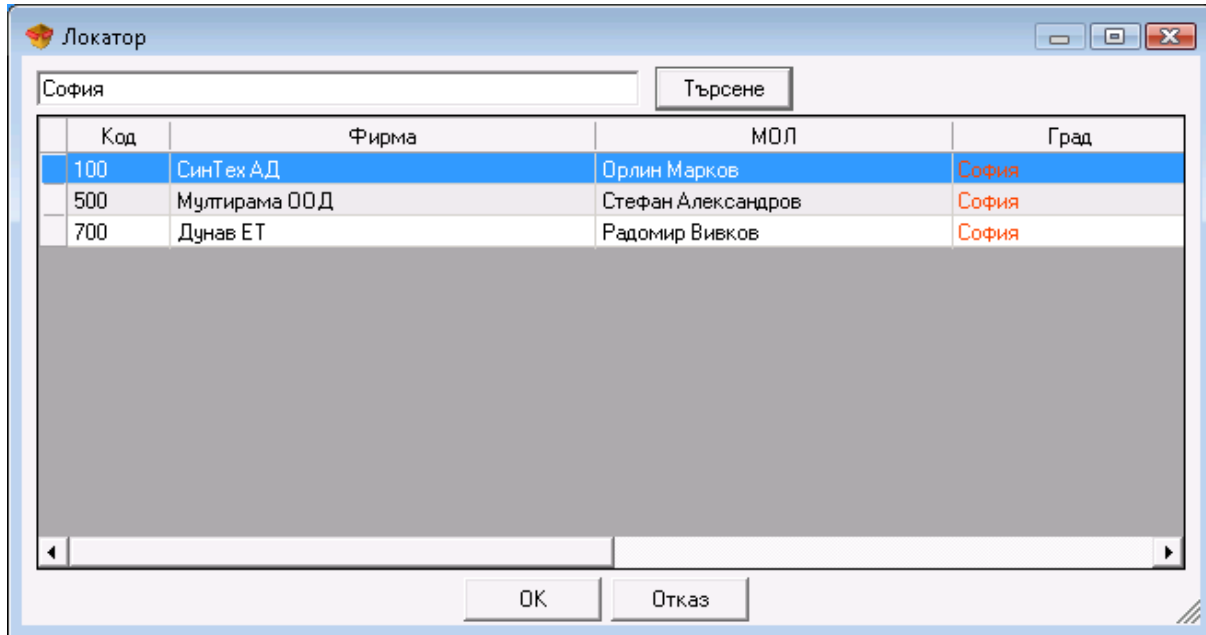 Локатор
София Търсене
Код Фирма МОЛ Град
100 СинТех АД Орлин Марков София
500 Мултирама ООД Стефан Александров София
700 Дунав ЕТ Радомир Вивков София
OK Отказ